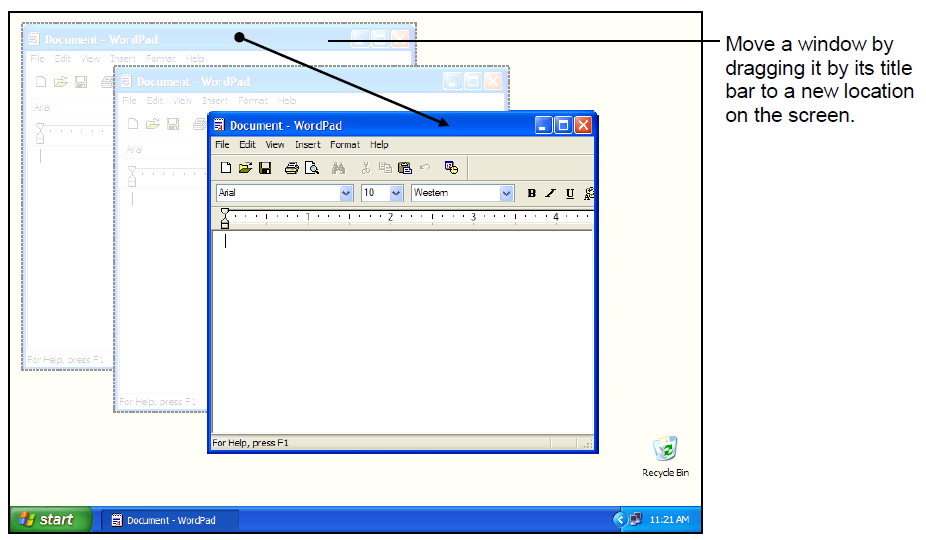 Document - WordPad
File Edit View Insert Format Help
Arial
For Help, press F1
Document - WordPad
File Edit View Insert Format Help
Arial
For Help, press F1
Document - WordPad
File Edit View Insert Format Help
Arial 10 Western B I U
1 2 3 4
For Help, press F1
Recycle Bin
start Document - WordPad 11:21 AM
Move a window by
dragging it by its title
bar to a new location
on the screen.